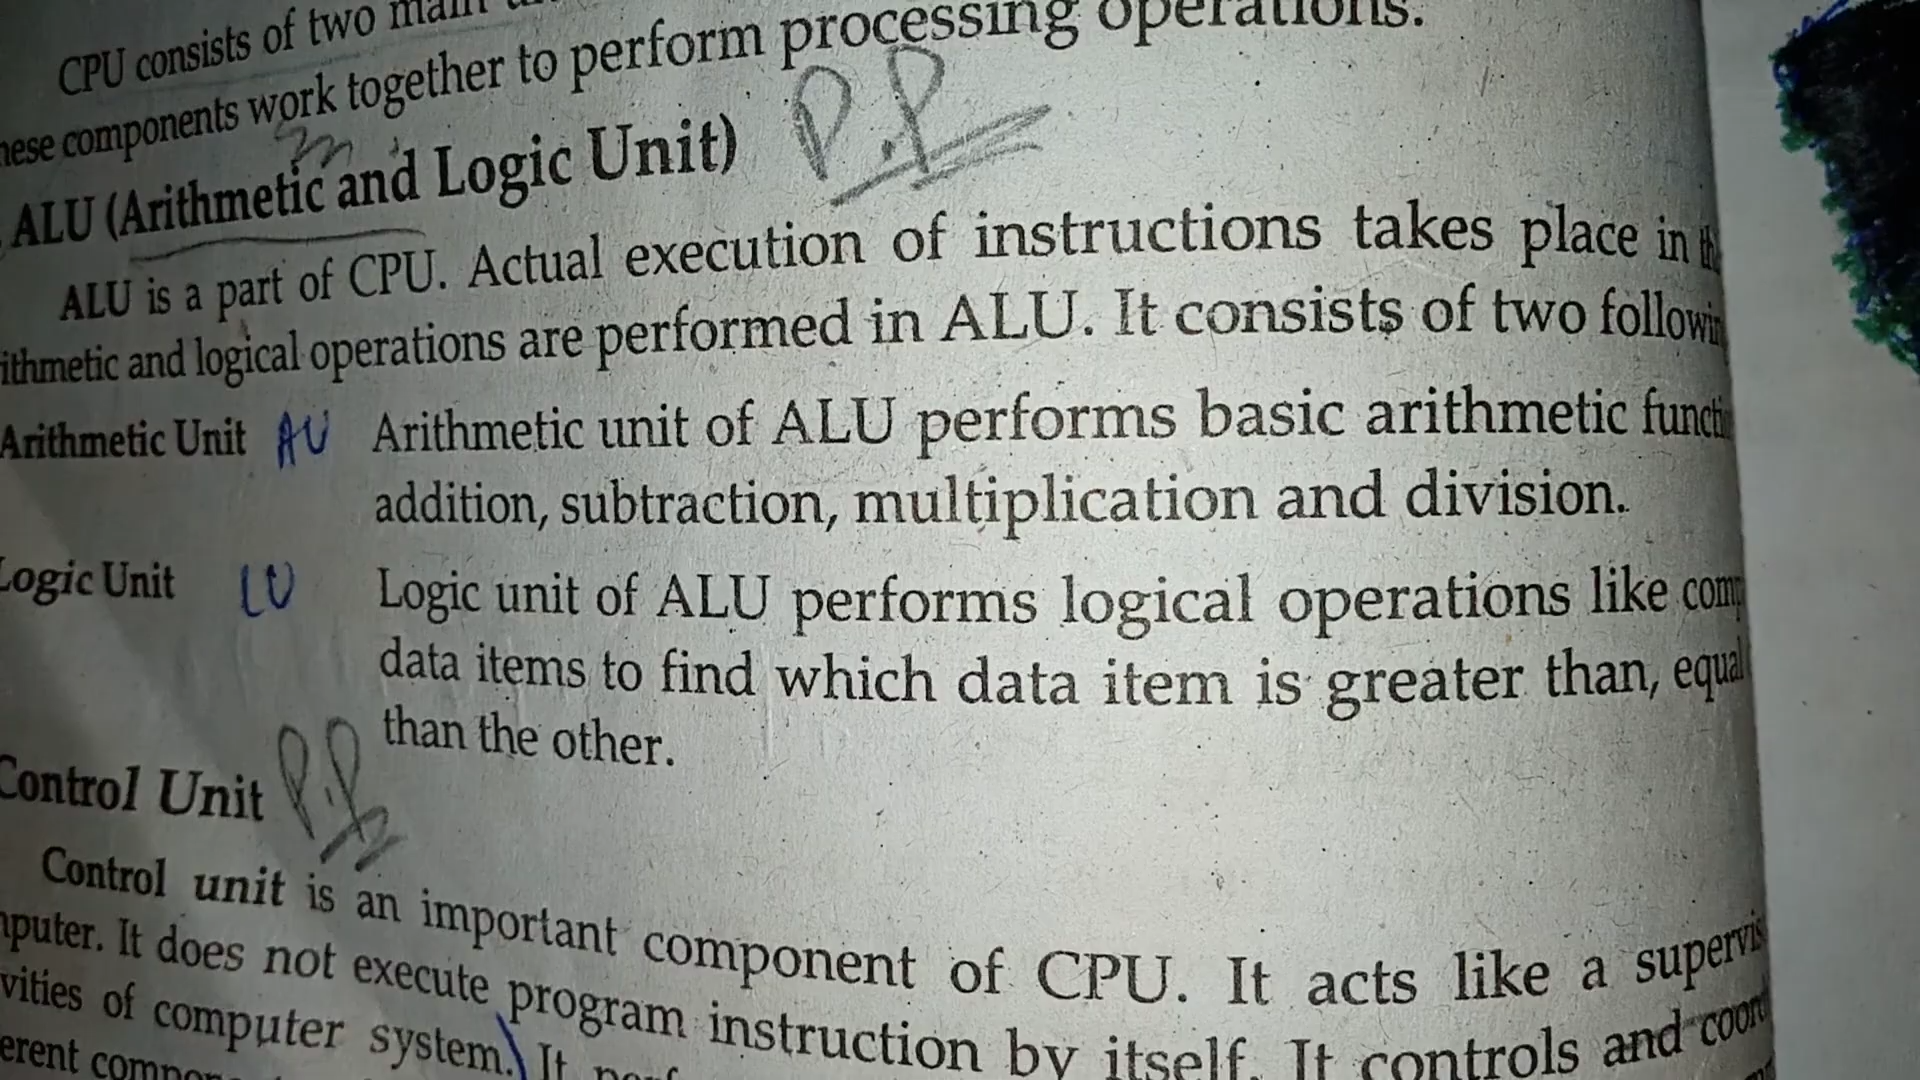 CPU consists of two main
components work together to perform processing operations.
ALU (Arithmetic and Logic Unit) P.P
ALU is a part of CPU. Actual execution of instructions takes place in
and logical operations are performed in ALU. It consists of two
Arithmetic Unit AU Arithmetic unit of ALU performs basic arithmetic
addition, subtraction, multiplication and division.
Logic Unit LU Logic unit of ALU performs logical operations like
data items to find which data item is greater than, equal
than the other.
Control Unit P.P
Control unit is an important component of CPU. It acts like a
It does not execute program instruction by itself. It controls and
of computer system. It